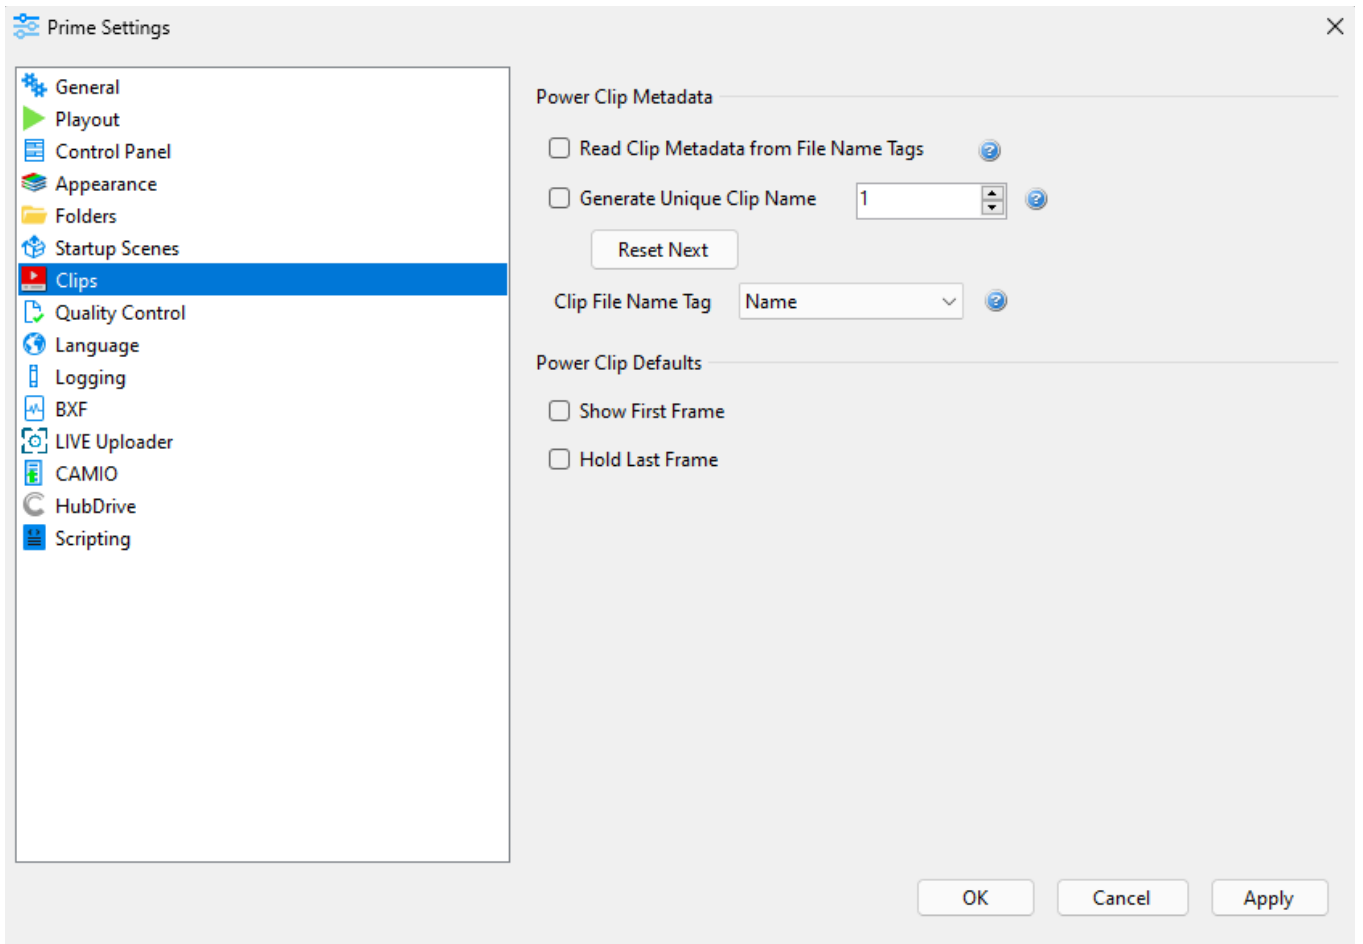 Prime Settings
General
Playout
Control Panel
Appearance
Folders
Startup Scenes
Clips
Quality Control
Language
Logging
BXF
LIVE Uploader
CAMIO
HubDrive
Scripting
Power Clip Metadata
Read Clip Metadata from File Name Tags
Generate Unique Clip Name 1
Reset Next
Clip File Name Tag Name
Power Clip Defaults
Show First Frame
Hold Last Frame
OK Cancel Apply